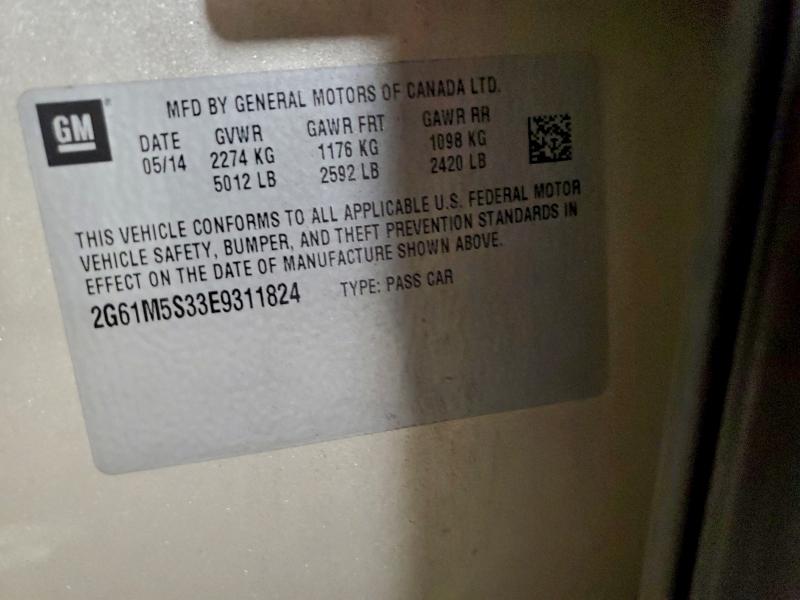 GM
MFD BY GENERAL MOTORS OF CANADA LTD.
DATE GVWR GAWR FRT GAWR RR
05/14 2274 KG 1176 KG 1098 KG
5012 LB 2592 LB 2420 LB
THIS VEHICLE CONFORMS TO ALL APPLICABLE U.S. FEDERAL MOTOR
VEHICLE SAFETY, BUMPER, AND THEFT PREVENTION STANDARDS IN
EFFECT ON THE DATE OF MANUFACTURE SHOWN ABOVE.
2G61M5S33E9311824 TYPE: PASS CAR